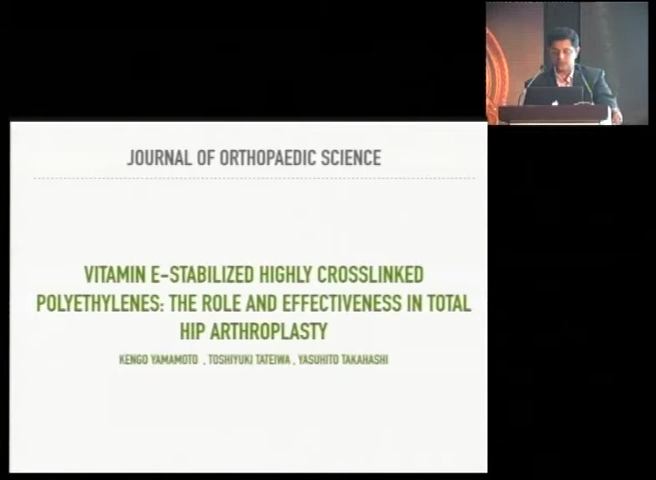 JOURNAL OF ORTHOPAEDIC SCIENCE
VITAMIN E-STABILIZED HIGHLY CROSSLINKED
POLYETHYLENES: THE ROLE AND EFFECTIVENESS IN TOTAL
HIP ARTHROPLASTY
KENGO YAMAMOTO , TOSHIYUKI TATEIWA , YASUHITO TAKAHASHI